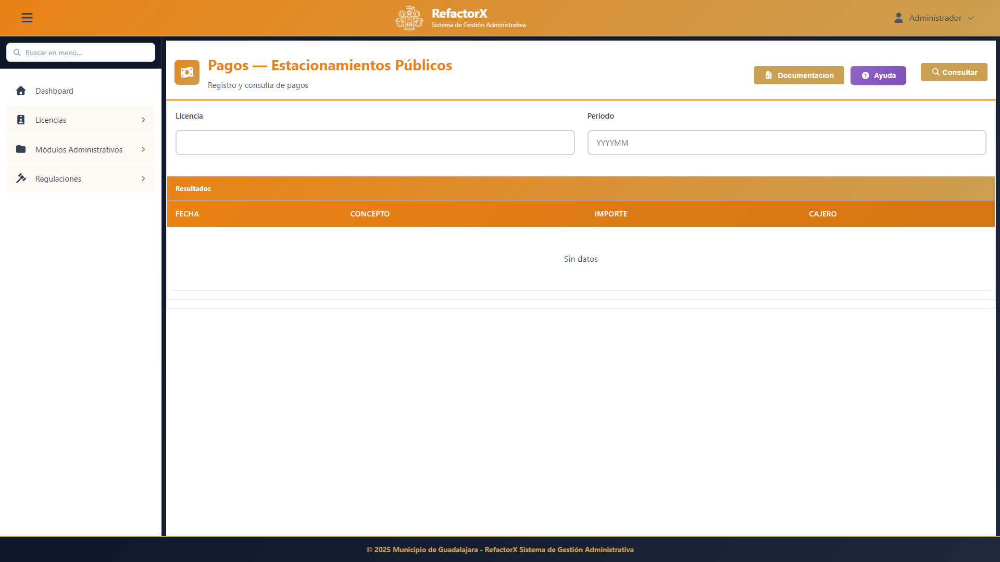 RefactorX
Sistema de Gestión Administrativa
Administrador
Buscar en menú...
Dashboard
Licencias
Módulos Administrativos
Regulaciones
Pagos — Estacionamientos Públicos
Registro y consulta de pagos
Documentacion
Ayuda
Consultar
Licencia
Periodo
YYYYMM
Resultados
FECHA CONCEPTO IMPORTE CAJERO
Sin datos
© 2025 Municipio de Guadalajara - RefactorX Sistema de Gestión Administrativa